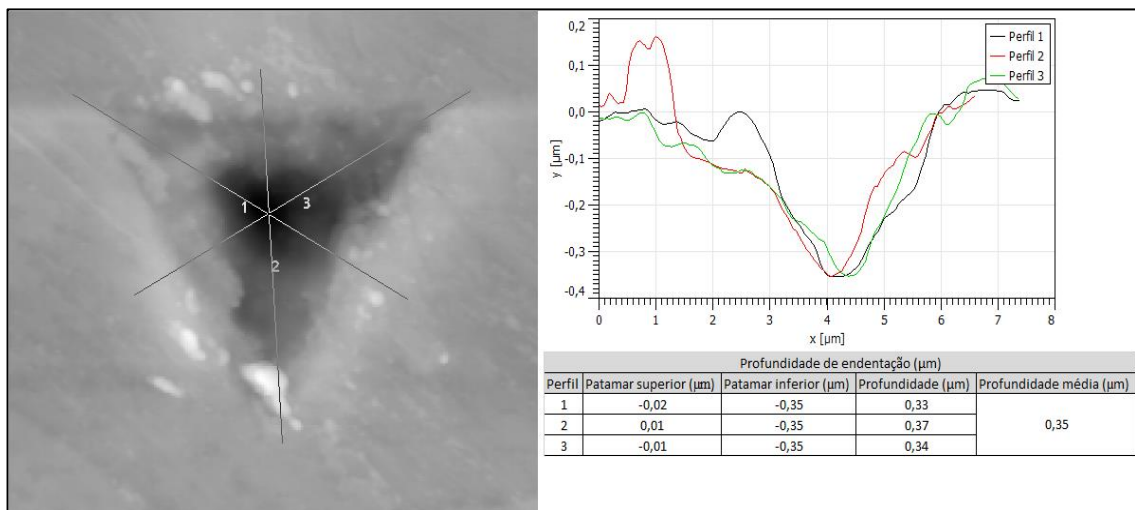 1
3
2
0,2
0,1
0,0
-0,1
-0,2
-0,3
-0,4
y [µm]
0 1 2 3 4 5 6 7 8
x [µm]
Perfil 1
Perfil 2
Perfil 3
Profundidade de endentação (µm)
Perfil Patamar superior (µm) Patamar inferior (µm) Profundidade (µm) Profundidade média (µm)
1 -0,02 -0,35 0,33
2 0,01 -0,35 0,37 0,35
3 -0,01 -0,35 0,34